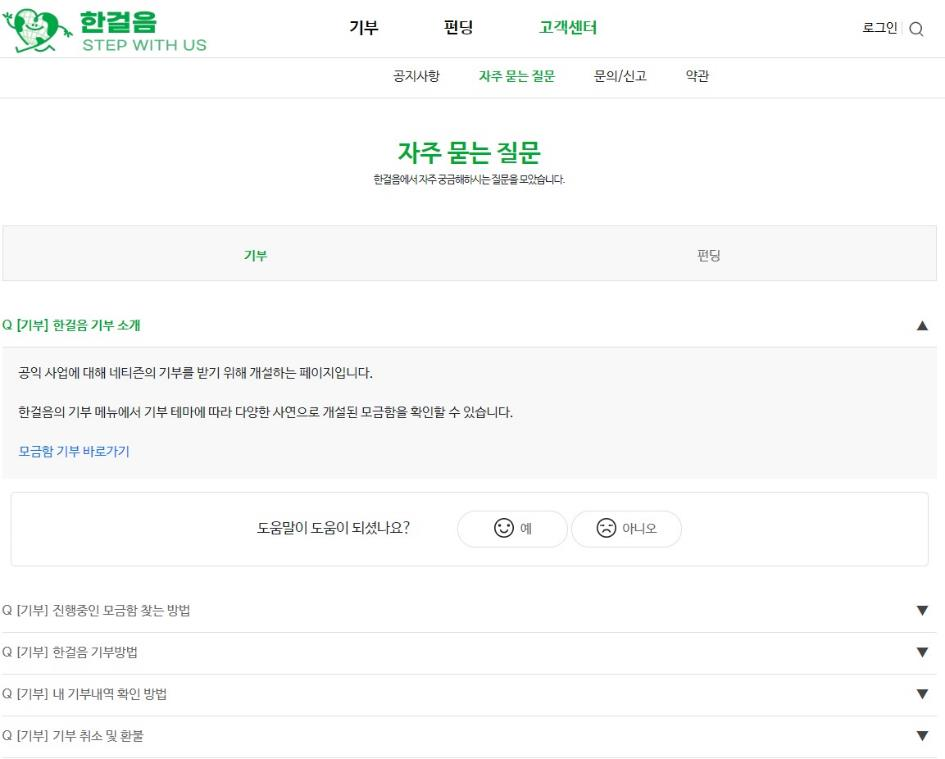 한걸음
STEP WITH US
기부 펀딩 고객센터 로그인
공지사항 자주 묻는 질문 문의/신고 약관
자주 묻는 질문
한걸음에서 자주 궁금해하시는 질문을 모았습니다.
기부 펀딩
Q [기부] 한걸음 기부 소개 ▲
공익 사업에 대해 네티즌의 기부를 받기 위해 개설하는 페이지입니다.
한걸음의 기부 메뉴에서 기부 테마에 따라 다양한 사연으로 개설된 모금함을 확인할 수 있습니다.
모금함 기부 바로가기
도움말이 도움이 되셨나요? 예 아니오
Q [기부] 진행중인 모금함 찾는 방법 ▼
Q [기부] 한걸음 기부방법 ▼
Q [기부] 내 기부내역 확인 방법 ▼
Q [기부] 기부 취소 및 환불 ▼